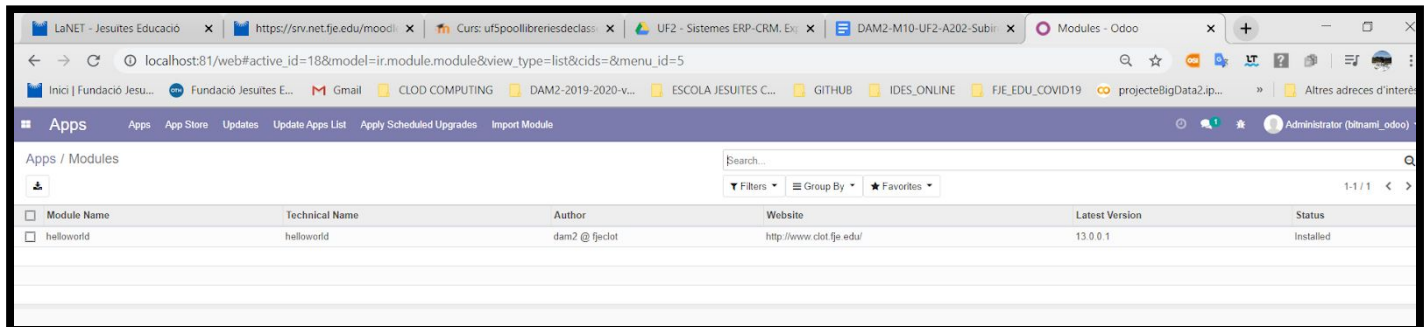 LaNET - Jesuïtes Educació https://srv.net.fje.edu/moodl Curs: uf5poollibreriesdeclass UF2 - Sistemes ERP-CRM. Ex DAM2-M10-UF2-A202-Subir Modules - Odoo
localhost:81/web#active_id=18&model=ir.module.module&view_type=list&cids=&menu_id=5
Inici | Fundació Jesu... Fundació Jesuïtes E... Gmail CLOD COMPUTING DAM2-2019-2020-v... ESCOLA JESUITES C... GITHUB IDES_ONLINE FJE_EDU_COVID19 projecteBigData2.ip... » Altres adreces d'interès
Apps Apps App Store Updates Update Apps List Apply Scheduled Upgrades Import Module 1 Administrator (bitnami_odoo)
Apps / Modules Search...
Filters Group By Favorites 1-1 / 1
Module Name Technical Name Author Website Latest Version Status
helloworld helloworld dam2 @ fjeclot http://www.clot.fje.edu/ 13.0.0.1 Installed